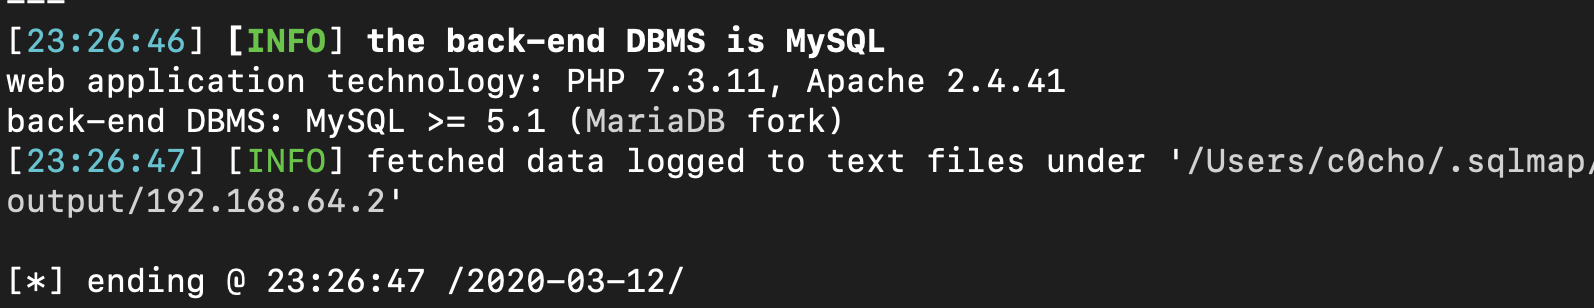 [23:26:46] [INFO] the back-end DBMS is MySQL
web application technology: PHP 7.3.11, Apache 2.4.41
back-end DBMS: MySQL >= 5.1 (MariaDB fork)
[23:26:47] [INFO] fetched data logged to text files under '/Users/c0cho/.sqlmap/
output/192.168.64.2'
[*] ending @ 23:26:47 /2020-03-12/